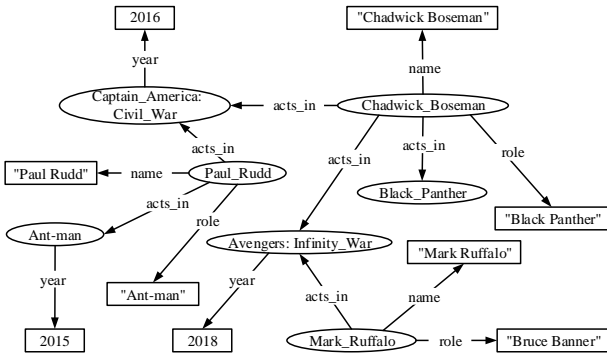 2016
"Chadwick Boseman"
year
name
Captain_America:
Civil_War
acts_in
Chadwick_Boseman
acts_in
acts_in
acts_in
role
"Paul Rudd"
name
Paul_Rudd
Black_Panther
acts_in
role
"Black Panther"
Ant-man
Avengers: Infinity_War
"Mark Ruffalo"
year
year
"Ant-man"
acts_in
name
2015
2018
Mark_Ruffalo
role
"Bruce Banner"